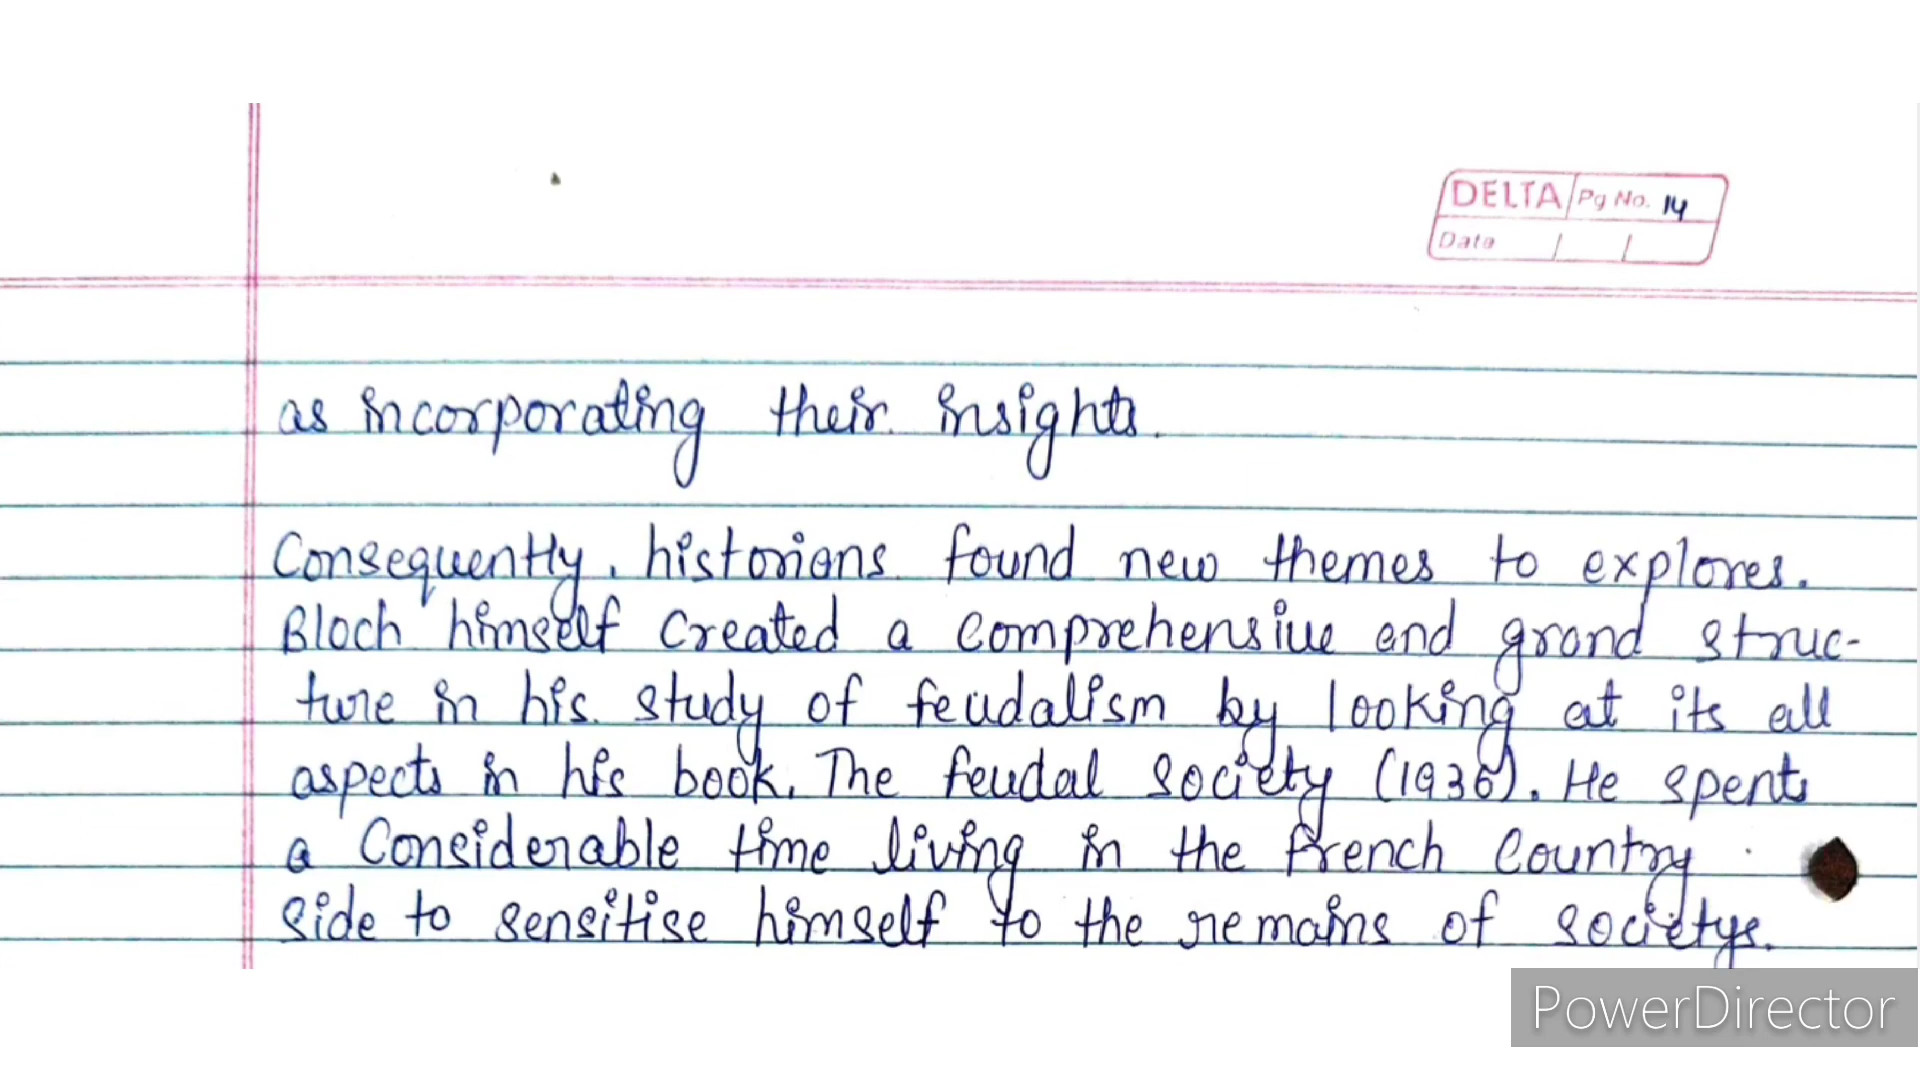 DELTA Pg No. 14
Date / /
as incorporating their insights.
Consequently, historians found new themes to explores.
Bloch himself created a comprehensive and grand struc-
ture in his study of feudalism by looking at its all
aspects in his book. The feudal society (1936). He spents
a considerable time living in the french country
side to sensitise himself to the remains of societys.
PowerDirector